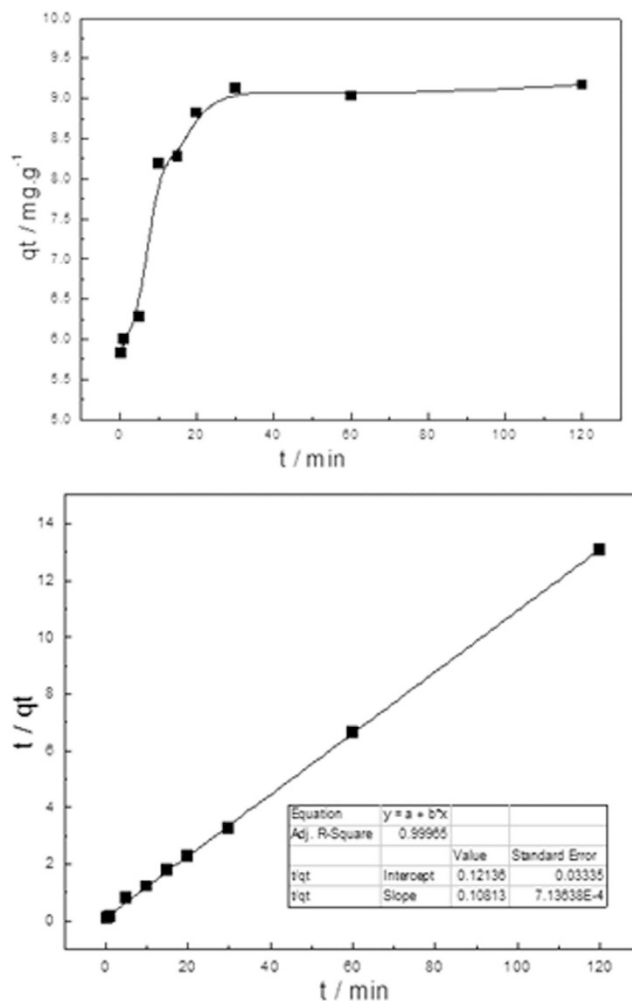 10.0
9.5
9.0
8.5
8.0
7.5
7.0
6.5
6.0
5.5
5.0
qt / mg.g⁻¹
0 20 40 60 80 100 120
t / min
14
12
10
8
6
4
2
0
t / qt
Equation y = a + b*x
Adj. R-Square 0.99965
Value Standard Error
t/qt Intercept 0.12136 0.03335
t/qt Slope 0.10813 7.13638E-4
0 20 40 60 80 100 120
t / min